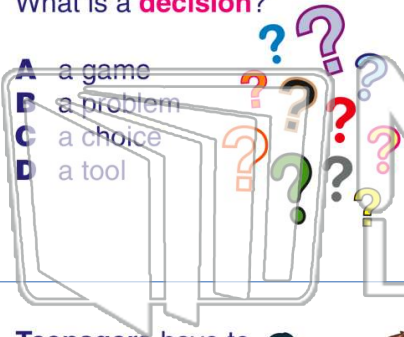 What is a decision?
A a game
B a problem
C a choice
D a tool
Teenagers have to